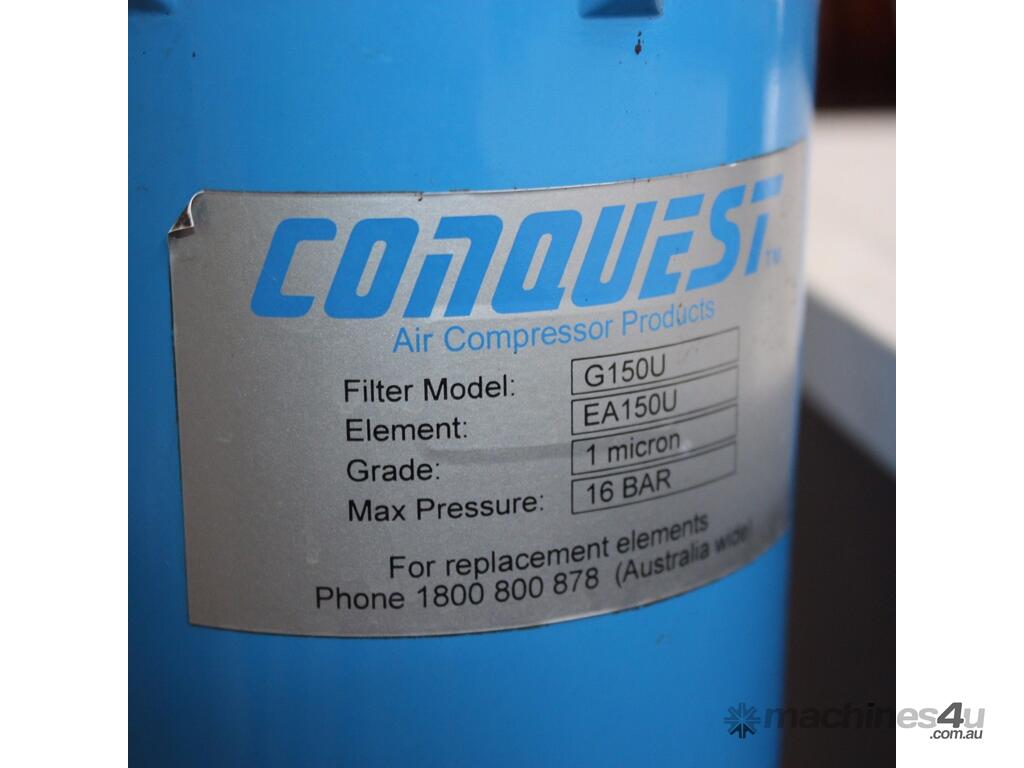 CONQUEST TM
Air Compressor Products
Filter Model: G150U
Element: EA150U
Grade: 1 micron
Max Pressure: 16 BAR
For replacement elements
Phone 1800 800 878 (Australia wide)
machines4u
.com.au